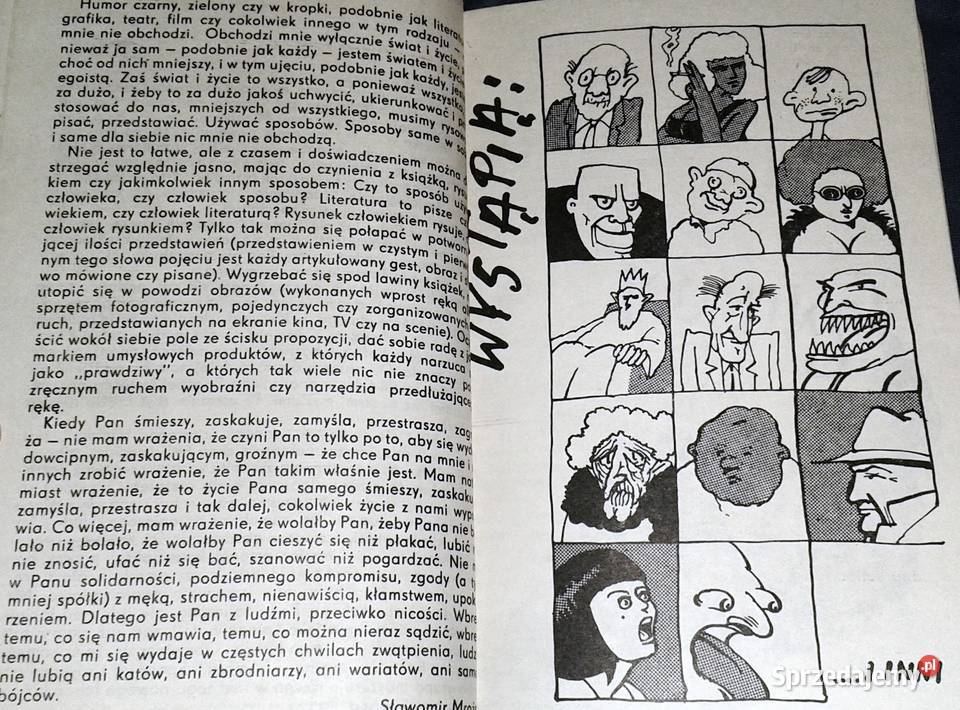 Humor czarny, zielony czy w kropki, podobnie jak
grafika, teatr, film czy cokolwiek innego w tym rodzaju —
mnie nie obchodzi. Obchodzi mnie wyłącznie świat i życie,
nieważ ja sam — podobnie jak każdy — jestem światem i
choć od nich mniejszy, i w tym ujęciu, podobnie jak każdy,
egoistą. Zaś świat i życie to wszystko, a ponieważ
za dużo, i żeby to za dużo jakoś uchwycić, ukierunkować i
stosować do nas, mniejszych od wszystkiego, musimy
pisać, przedstawiać. Używać sposobów. Sposoby same w
i same dla siebie nic mnie nie obchodzą.
Nie jest to łatwe, ale z czasem i doświadczeniem można
strzegać względnie jasno, mając do czynienia z książką,
kiem czy jakimkolwiek innym sposobem: Czy to sposób
człowieka, czy człowiek sposobu? Literatura to pisze
wiekiem, czy człowiek literaturą? Rysunek człowiekiem rysuje,
człowiek rysunkiem? Tylko tak można się połapać w
jącej ilości przedstawień (przedstawieniem w czystym i
nym tego słowa pojęciu jest każdy artykułowany gest, obraz i
wo mówione czy pisane). Wygrzebać się spod lawiny książek,
utopić się w powodzi obrazów (wykonanych wprost ręką
sprzętem fotograficznym, pojedynczych czy zorganizowanych
ruch, przedstawianych na ekranie kina, TV czy na scenie).
ścić wokół siebie pole ze ścisku propozycji, dać sobie radę z
markiem umysłowych produktów, z których każdy narzuca
jako „prawdziwy", a których tak wiele nic nie znaczy
zręcznym ruchem wyobraźni czy narzędzia przedłużające
rękę.
Kiedy Pan śmieszy, zaskakuje, zamyśla, przestrasza,
ża — nie mam wrażenia, że czyni Pan to tylko po to, aby się
dowcipnym, zaskakującym, groźnym — że chce Pan na mnie i
innych zrobić wrażenie, że Pan takim właśnie jest. Mam
miast wrażenie, że to życie Pana samego śmieszy,
zamyśla, przestrasza i tak dalej, cokolwiek życie z nami
wia. Co więcej, mam wrażenie, że wolałby Pan, żeby Pana nie
lało niż bolało, że wolałby Pan cieszyć się niż płakać, lubić
nie znosić, ufać niż się bać, szanować niż pogardzać. Nie
w Panu solidarności, podziemnego kompromisu, zgody (a
mniej spółki) z męką, strachem, nienawiścią, kłamstwem,
rzeniem. Dlatego jest Pan z ludźmi, przeciwko nicości.
temu, co się nam wmawia, temu, co można nieraz sądzić,
temu, co mi się wydaje w częstych chwilach zwątpienia,
nie lubią ani katów, ani zbrodniarzy, ani wariatów, ani
bójców.
Sławomir
WYSTĄPIĄ:
... I INNI
Sprzedajemy .pl